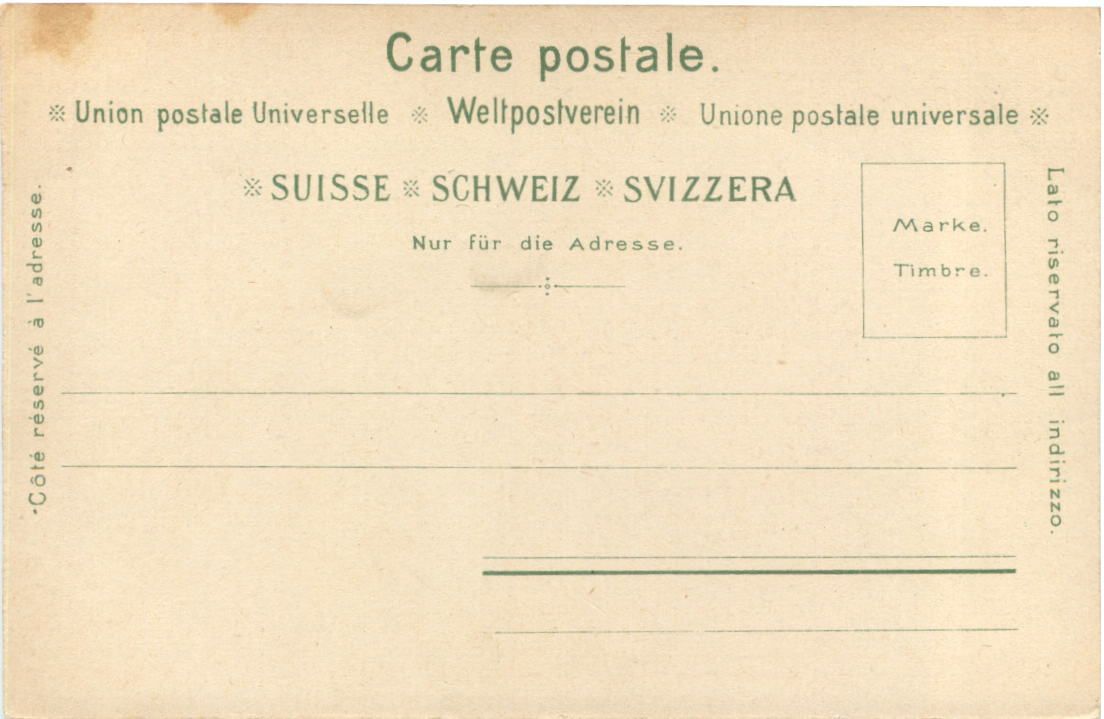 Carte postale.
※ Union postale Universelle ※ Weltpostverein ※ Unione postale universale ※
※ SUISSE ※ SCHWEIZ ※ SVIZZERA
Nur für die Adresse.
Marke.
Timbre.
Côté réservé à l'adresse.
Lato riservato all indirizzo.